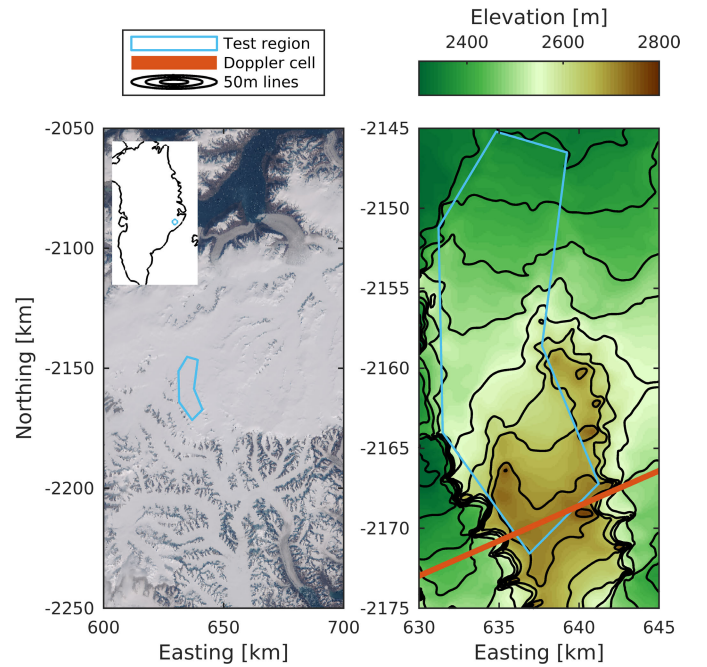 Elevation [m]
2400 2600 2800
Test region
Doppler cell
50m lines
-2050
-2100
-2150
-2200
-2250
600 650 700
Easting [km]
Northing [km]
-2145
-2150
-2155
-2160
-2165
-2170
-2175
630 635 640 645
Easting [km]